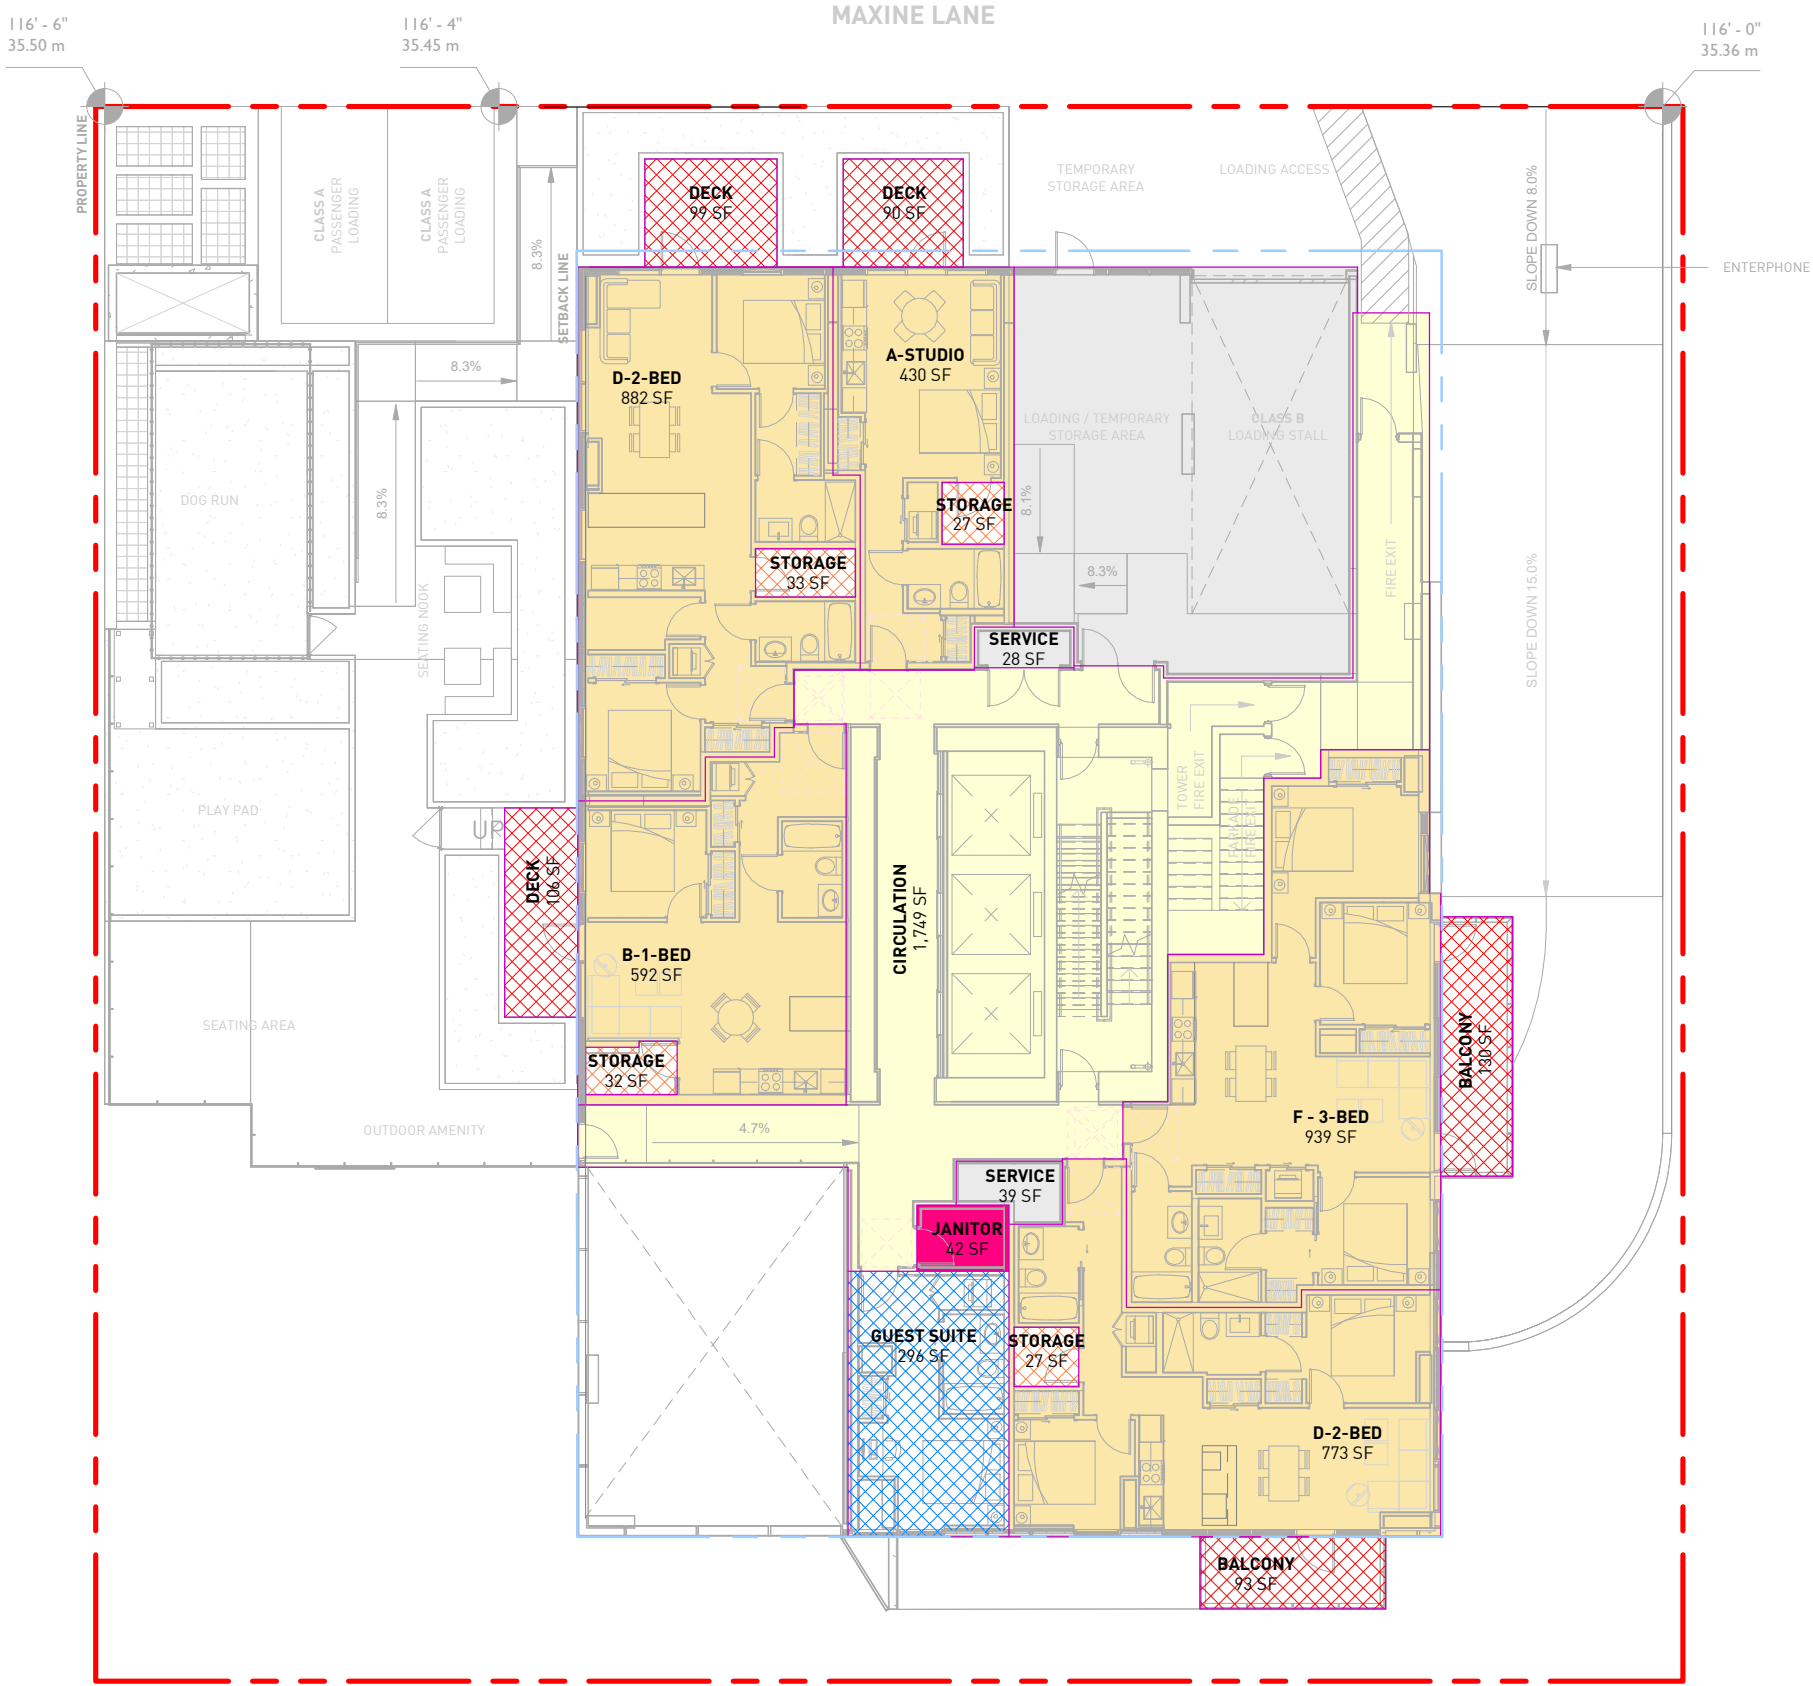 MAXINE LANE
116' - 6"
35.50 m
116' - 4"
35.45 m
116' - 0"
35.36 m
PROPERTY LINE
CLASS A
PASSENGER
LOADING
CLASS A
PASSENGER
LOADING
8.3%
SETBACK LINE
DECK
99 SF
DECK
90 SF
TEMPORARY
STORAGE AREA
LOADING ACCESS
SLOPE DOWN 8.0%
ENTERPHONE
8.3%
D-2-BED
882 SF
A-STUDIO
430 SF
LOADING / TEMPORARY
STORAGE AREA
CLASS B
LOADING STALL
DOG RUN
8.3%
STORAGE
27 SF
8.1%
STORAGE
33 SF
8.3%
FIRE EXIT
SLOPE DOWN 15.0%
SEATING NOOK
SERVICE
28 SF
TOWER
FIRE EXIT
PARKADE
FIRE EXIT
PLAY PAD
UP
DECK
106 SF
CIRCULATION
1,749 SF
B-1-BED
592 SF
SEATING AREA
STORAGE
32 SF
BALCONY
130 SF
F - 3-BED
939 SF
OUTDOOR AMENITY
4.7%
SERVICE
39 SF
JANITOR
42 SF
GUEST SUITE
296 SF
STORAGE
27 SF
D-2-BED
773 SF
BALCONY
93 SF